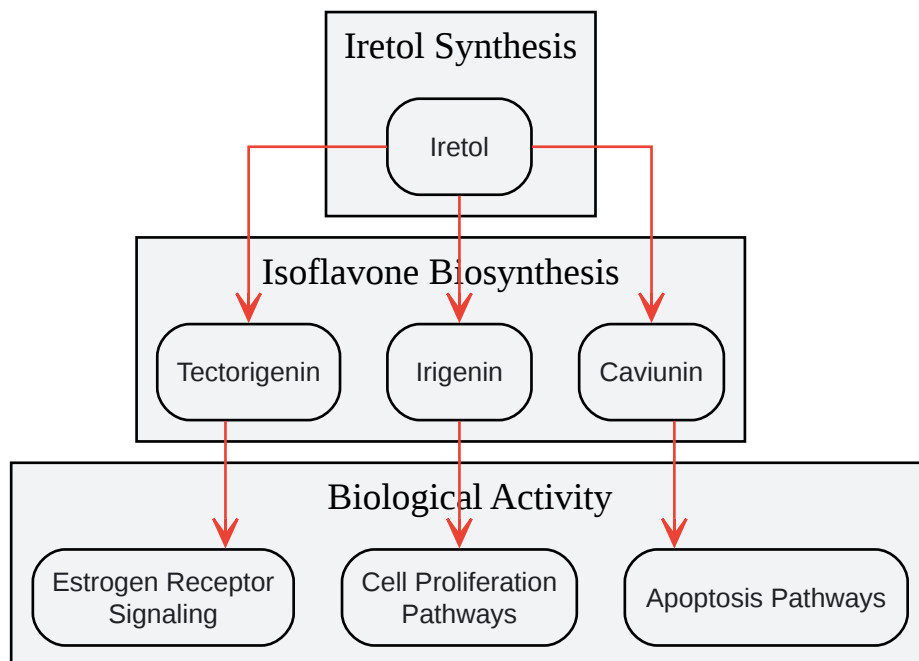 Iretol Synthesis
Iretol
Isoflavone Biosynthesis
Tectorigenin
Irigenin
Caviunin
Biological Activity
Estrogen Receptor
Signaling
Cell Proliferation
Pathways
Apoptosis Pathways